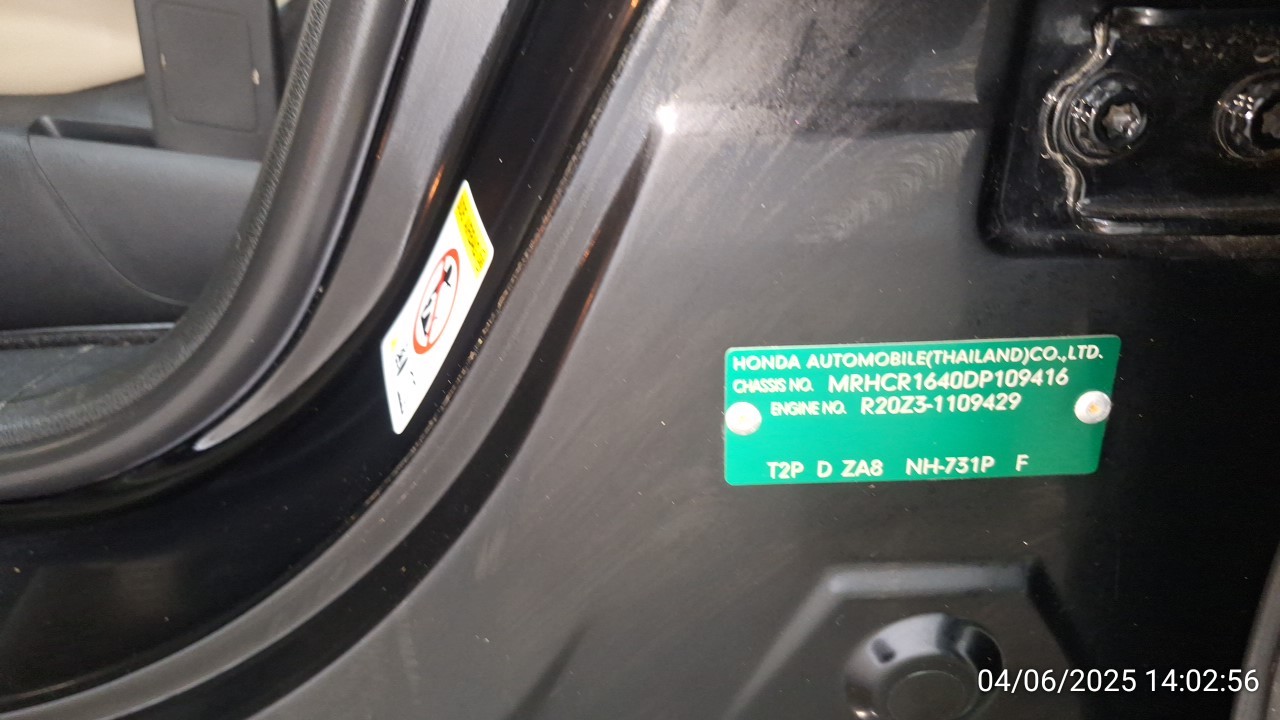 HONDA AUTOMOBILE(THAILAND)CO.,LTD.
CHASSIS NO. MRHCR1640DP109416
ENGINE NO. R20Z3-1109429
T2P D ZA8 NH-731P F
04/06/2025 14:02:56